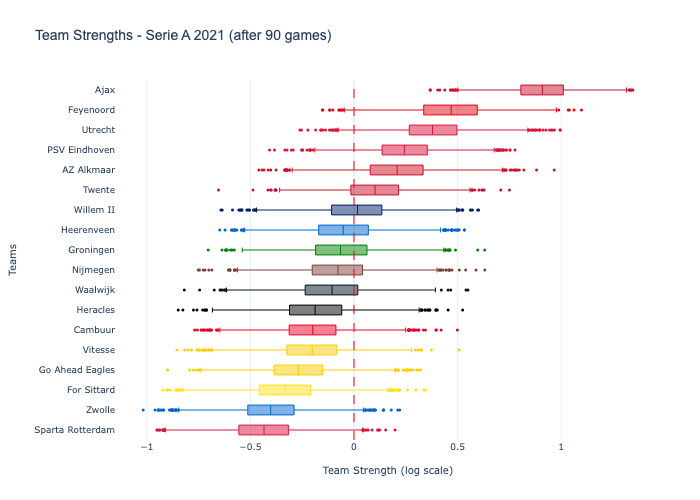 Team Strengths - Serie A 2021 (after 90 games)
Ajax
Feyenoord
Utrecht
PSV Eindhoven
AZ Alkmaar
Twente
Willem II
Heerenveen
Groningen
Nijmegen
Waalwijk
Heracles
Cambuur
Vitesse
Go Ahead Eagles
For Sittard
Zwolle
Sparta Rotterdam
Teams
−1
−0.5
0
0.5
1
Team Strength (log scale)